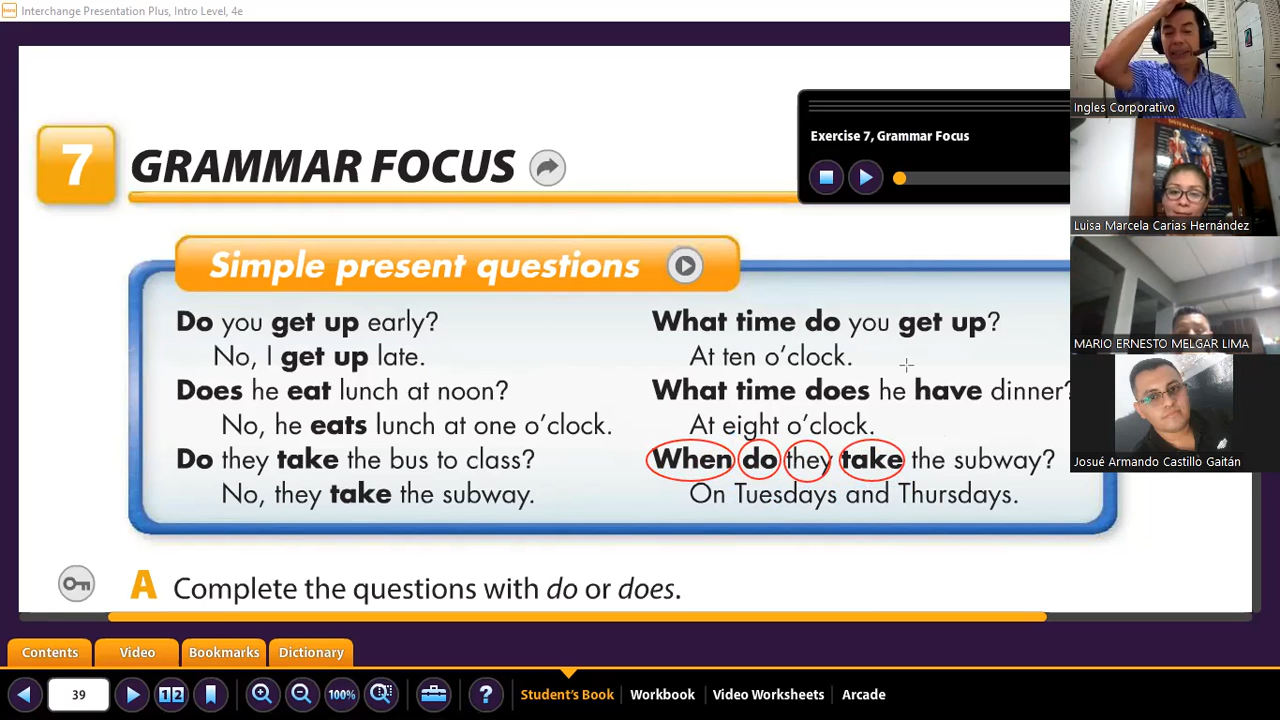 Interchange Presentation Plus, Intro Level, 4e
7 GRAMMAR FOCUS
Exercise 7, Grammar Focus
Simple present questions
Do you get up early?
No, I get up late.
Does he eat lunch at noon?
No, he eats lunch at one o'clock.
Do they take the bus to class?
No, they take the subway.
What time do you get up?
At ten o'clock.
What time does he have dinner?
At eight o'clock.
When do they take the subway?
On Tuesdays and Thursdays.
A Complete the questions with do or does.
Ingles Corporativo
Luisa Marcela Carias Hernández
MARIO ERNESTO MELGAR LIMA
Josué Armando Castillo Gaitán
Contents Video Bookmarks Dictionary
39 1 2 100% ? Student's Book Workbook Video Worksheets Arcade